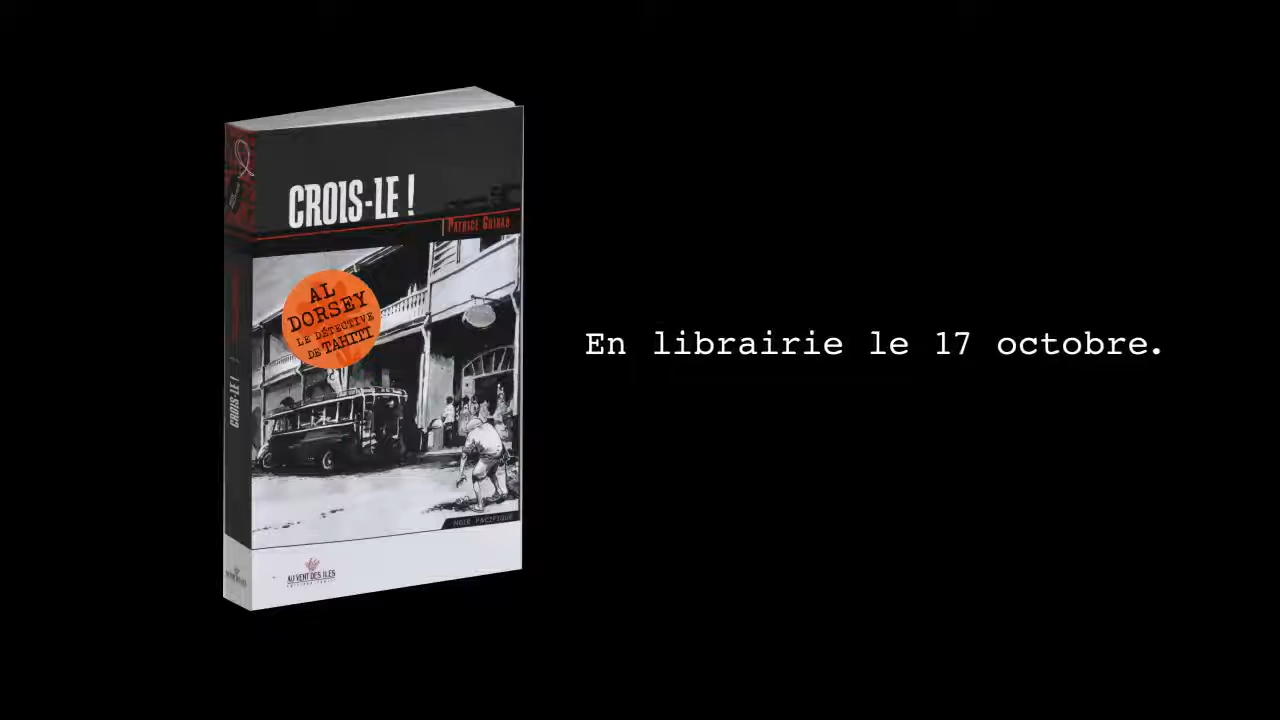 CROIS-LE !
PATRICE GUIRAO
AL
DORSEY
LE DÉTECTIVE
DE TAHITI
NOIR PACIFIQUE
AU VENT DES ILES
CROIS-LE !
En librairie le 17 octobre.